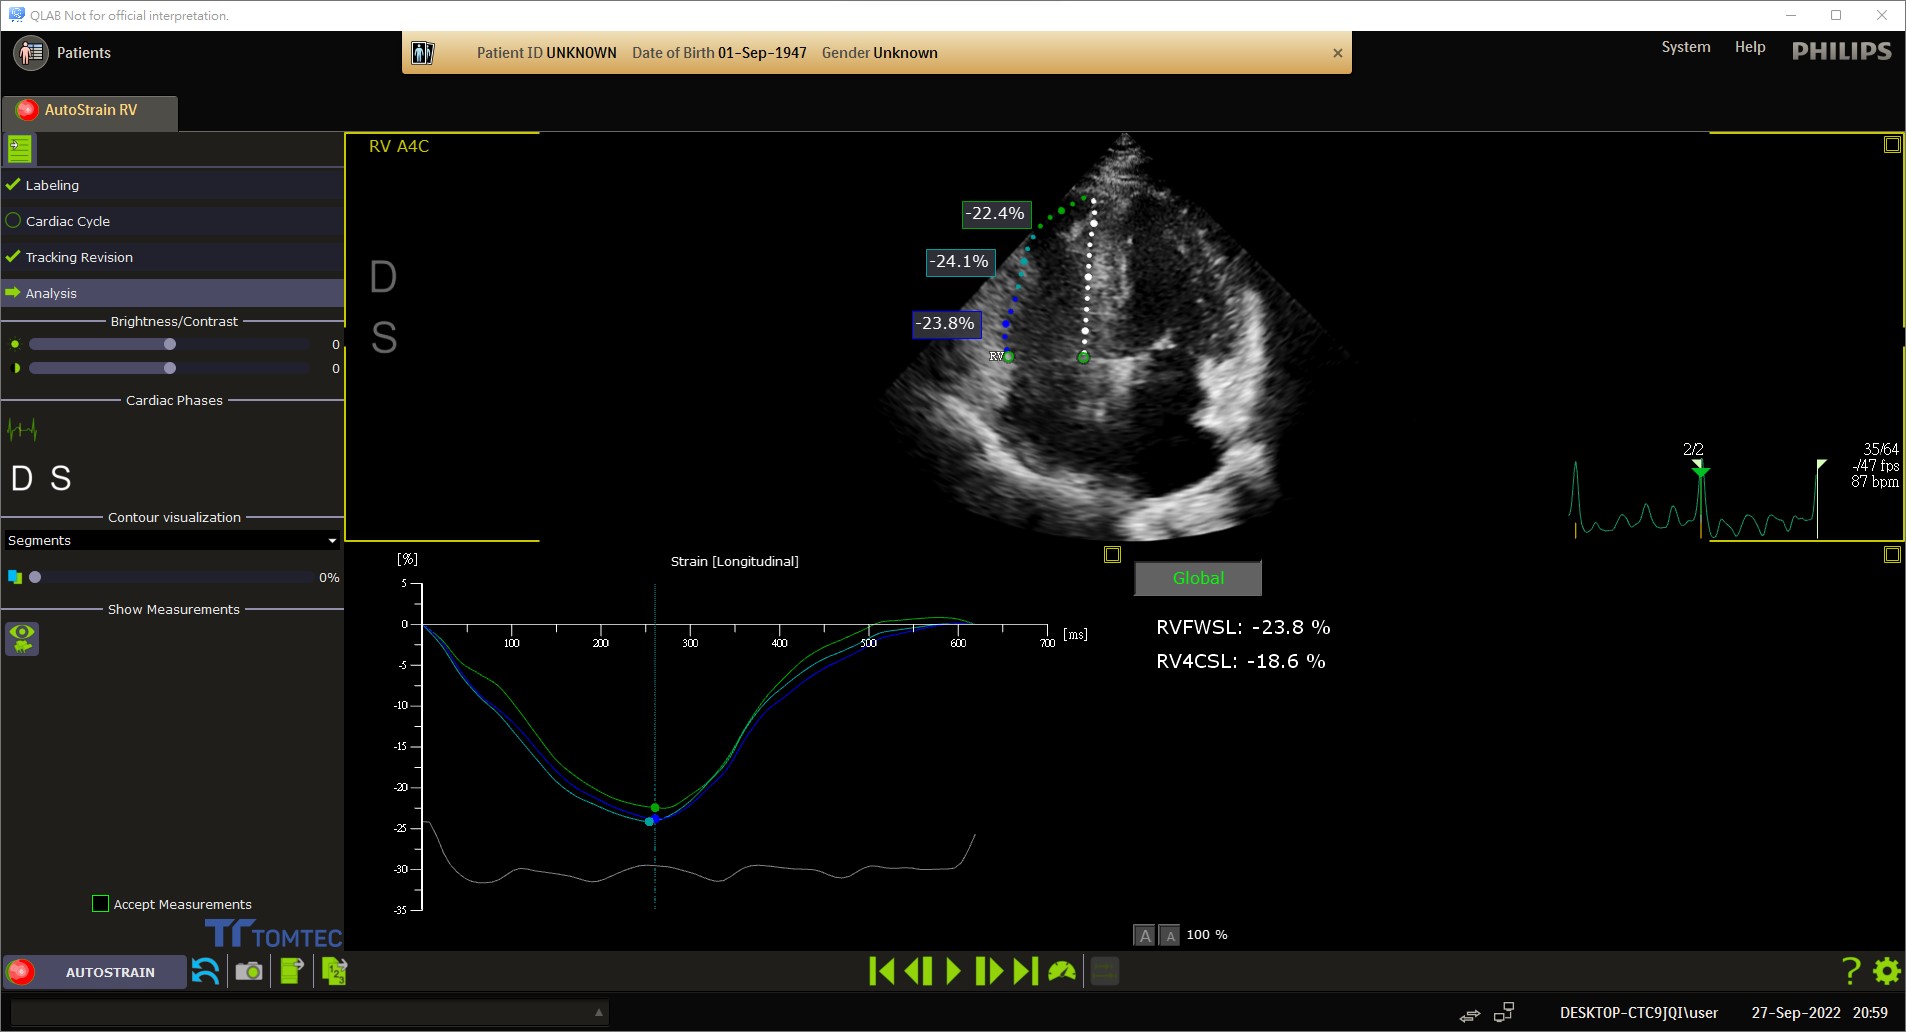 QLAB Not for official interpretation.
Patients
Patient ID UNKNOWN Date of Birth 01-Sep-1947 Gender Unknown
System Help PHILIPS
AutoStrain RV
Labeling
Cardiac Cycle
Tracking Revision
Analysis
Brightness/Contrast
0
0
Cardiac Phases
D S
Contour visualization
Segments
0%
Show Measurements
Accept Measurements
TOMTEC
RV A4C
D
S
-22.4%
-24.1%
-23.8%
RV
2/2
35/64
-/47 fps
87 bpm
[%]
Strain [Longitudinal]
5
0
-5
-10
-15
-20
-25
-30
-35
100 200 300 400 500 600 700 [ms]
Global
RVFWSL: -23.8 %
RV4CSL: -18.6 %
A A 100 %
AUTOSTRAIN
1 2 3
?
DESKTOP-CTC9JQI\user 27-Sep-2022 20:59